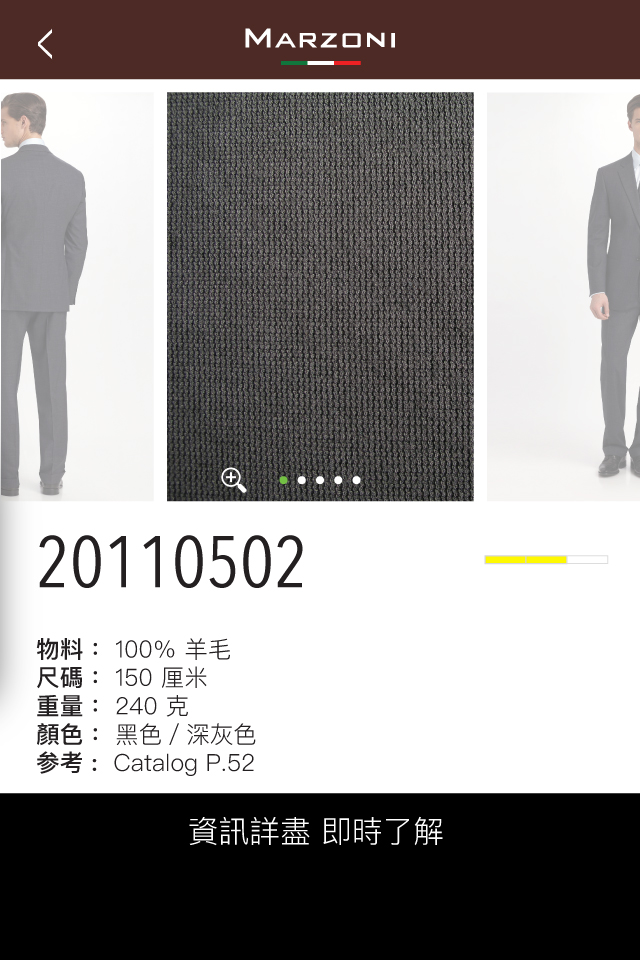 MARZONI
20110502
物料： 100% 羊毛
尺碼： 150 厘米
重量： 240 克
顏色： 黑色 / 深灰色
參考： Catalog P.52
資訊詳盡 即時了解